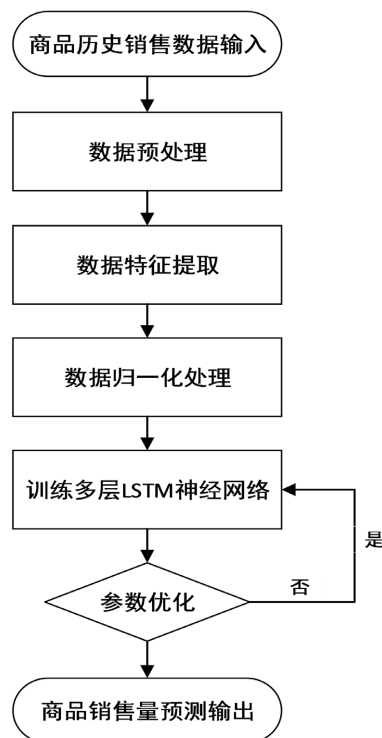 商品历史销售数据输入
数据预处理
数据特征提取
数据归一化处理
训练多层LSTM神经网络
是
否
参数优化
商品销售量预测输出